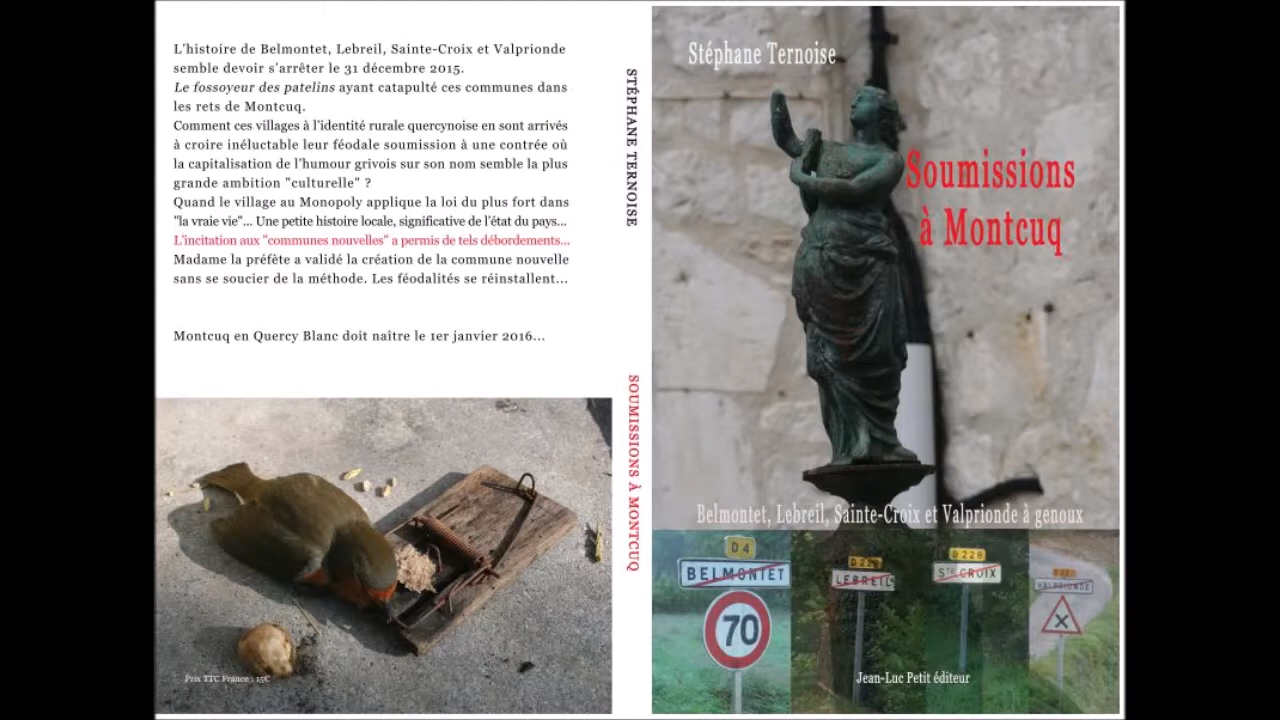 L'histoire de Belmontet, Lebreil, Sainte-Croix et Valprionde
semble devoir s'arrêter le 31 décembre 2015.
Le fossoyeur des patelins ayant catapulté ces communes dans
les rets de Montcuq.
Comment ces villages à l'identité rurale quercynoise en sont arrivés
à croire inéluctable leur féodale soumission à une contrée où
la capitalisation de l'humour grivois sur son nom semble la plus
grande ambition "culturelle" ?
Quand le village au Monopoly applique la loi du plus fort dans
"la vraie vie"... Une petite histoire locale, significative de l'état du pays...
L'incitation aux "communes nouvelles" a permis de tels débordements...
Madame la préfète a validé la création de la commune nouvelle
sans se soucier de la méthode. Les féodalités se réinstallent...
Montcuq en Quercy Blanc doit naître le 1er janvier 2016...
Prix TTC France : 15€
STÉPHANE TERNOISE
SOUMISSIONS À MONTCUQ
Stéphane Ternoise
Soumissions
à Montcuq
Belmontet, Lebreil, Sainte-Croix et Valprionde à genoux
D 4
BELMONTET
70
D 228
LEBREIL
D 228
STE CROIX
VALPRIONDE
Jean-Luc Petit éditeur